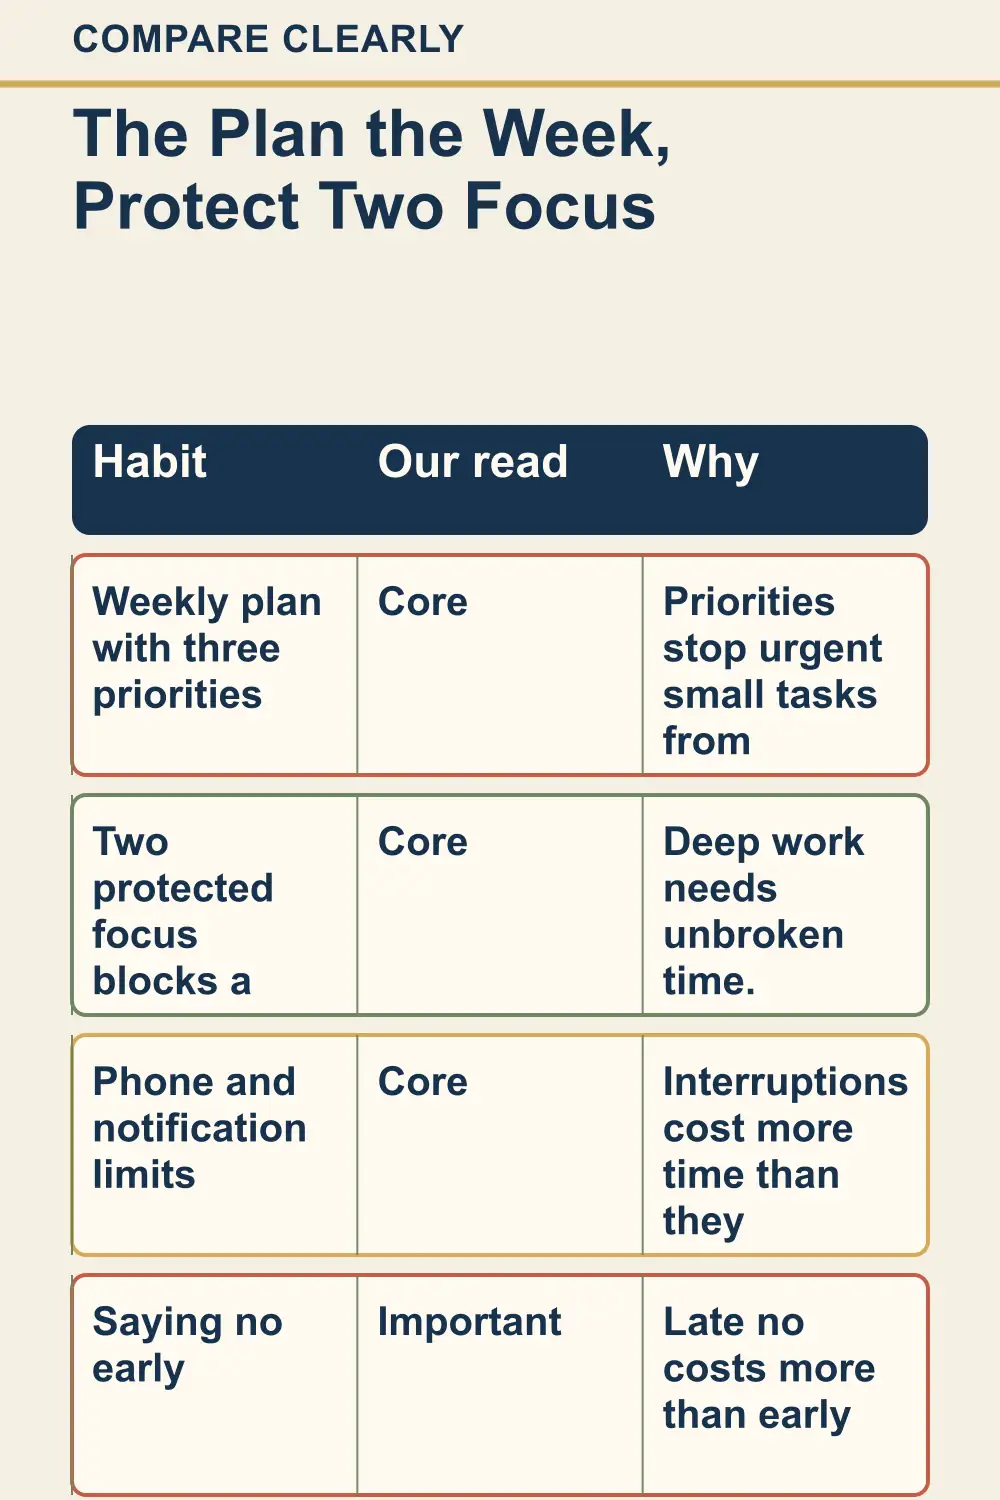 COMPARE CLEARLY
The Plan the Week,
Protect Two Focus
Habit
Our read
Why
Weekly plan
with three
priorities
Core
Priorities
stop urgent
small tasks
from
Two
protected
focus
blocks a
Core
Deep work
needs
unbroken
time.
Phone and
notification
limits
Core
Interruptions
cost more
time than
they
Saying no
early
Important
Late no
costs more
than early